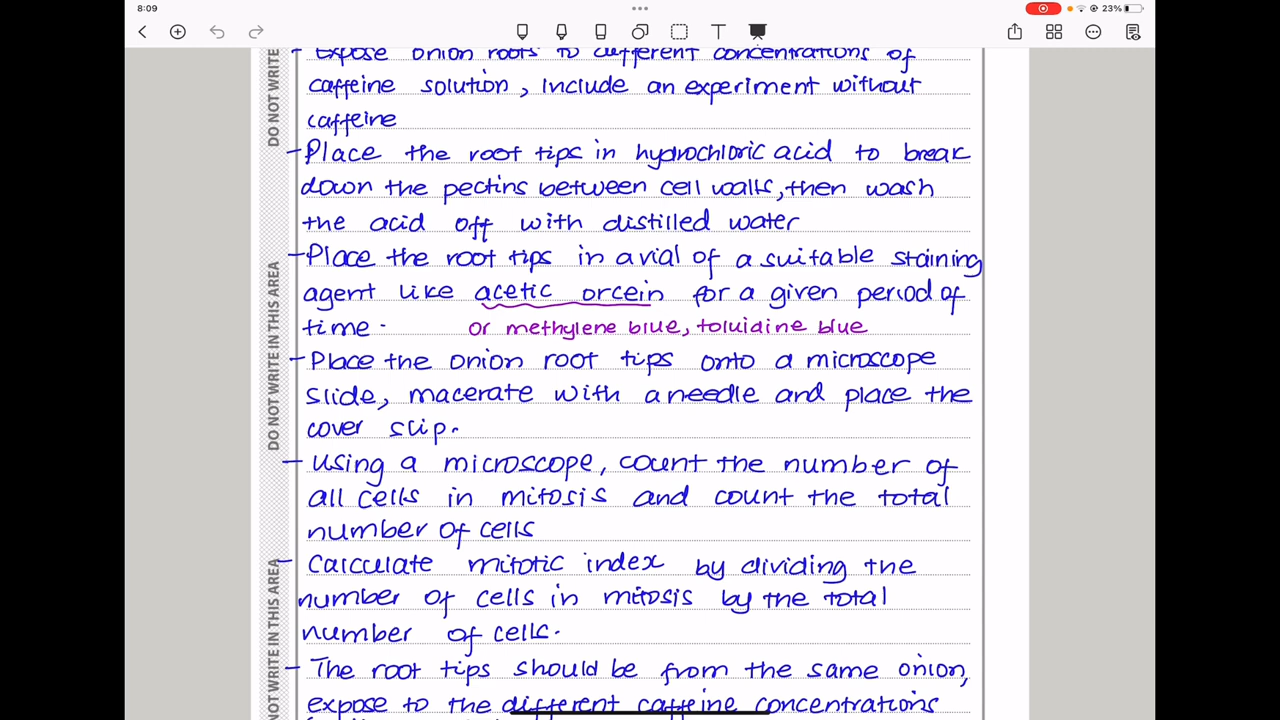 8:09
23%
DO NOT WRITE
- Expose onion roots to different concentrations of
caffeine solution, include an experiment without
caffeine
- Place the root tips in hydrochloric acid to break
down the pectins between cell walls, then wash
the acid off with distilled water
- Place the root tips in a vial of a suitable staining
agent like acetic orcein for a given period of
time.
or methylene blue, toluidine blue
DO NOT WRITE IN THIS AREA
- Place the onion root tips onto a microscope
slide, macerate with a needle and place the
cover slip.
- Using a microscope, count the number of
all cells in mitosis and count the total
number of cells
- Calculate mitotic index by dividing the
number of cells in mitosis by the total
number of cells.
NOT WRITE IN THIS AREA
- The root tips should be from the same onion,
expose to the different caffeine concentrations